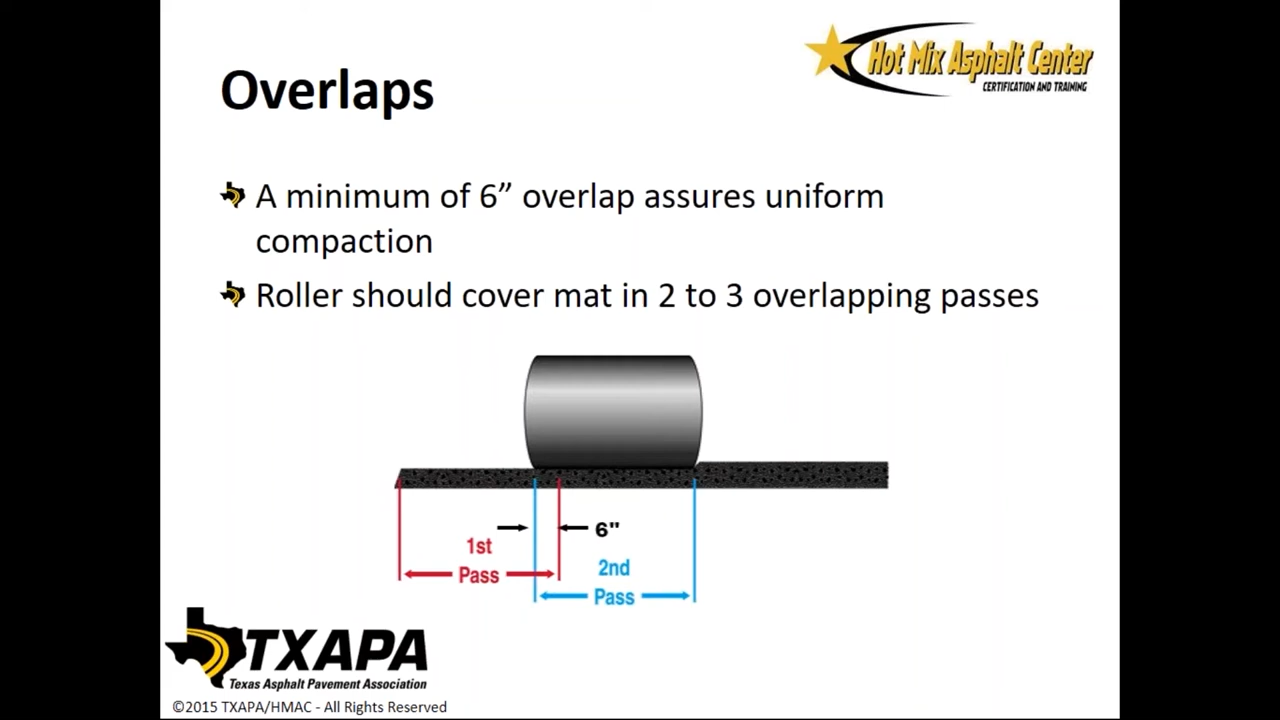 Hot Mix Asphalt Center
CERTIFICATION AND TRAINING
Overlaps
A minimum of 6” overlap assures uniform
compaction
Roller should cover mat in 2 to 3 overlapping passes
6"
1st
Pass
2nd
Pass
TXAPA
Texas Asphalt Pavement Association
©2015 TXAPA/HMAC - All Rights Reserved